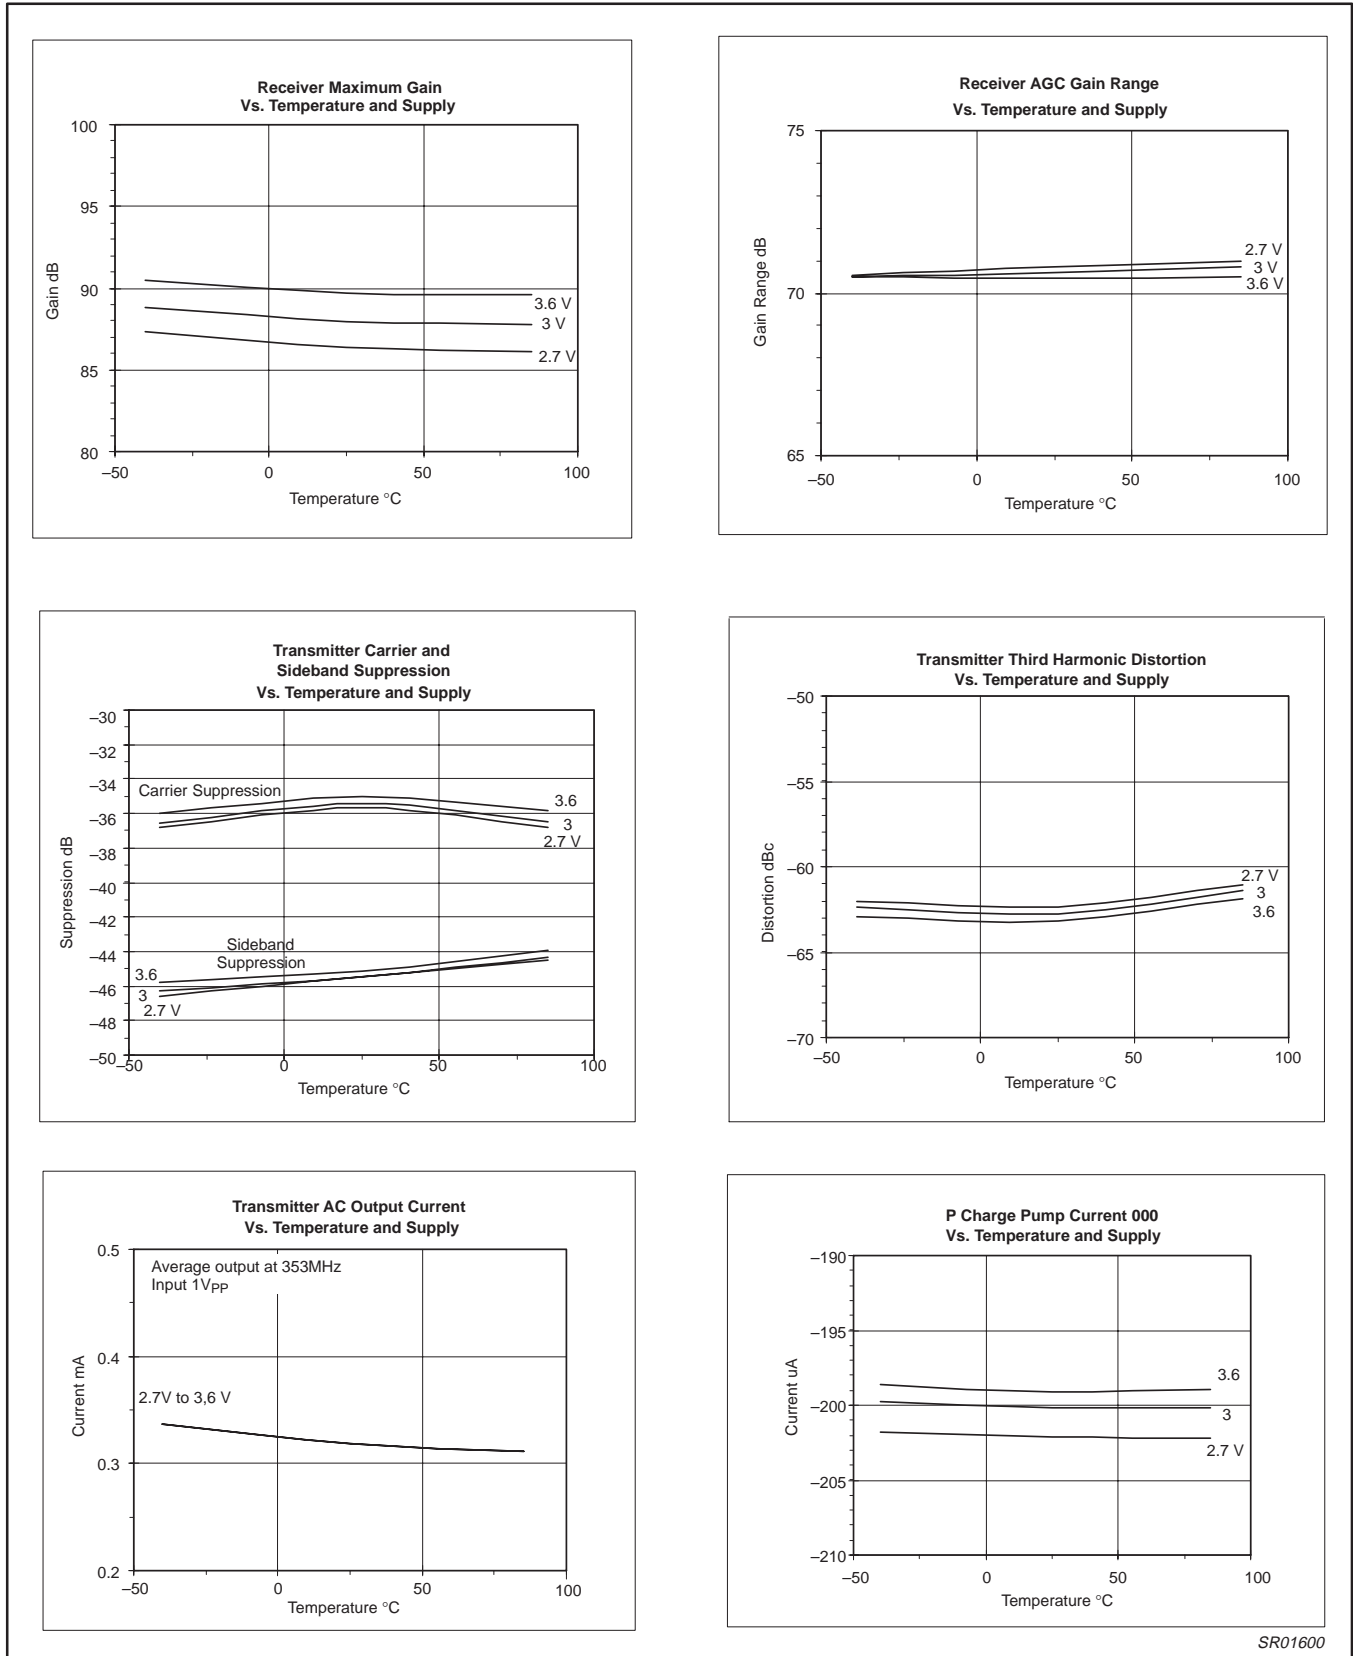 Receiver Maximum Gain
Vs. Temperature and Supply
100
95
90
85
80
Gain dB
3.6 V
3 V
2.7 V
–50
0
50
100
Temperature °C
Receiver AGC Gain Range
Vs. Temperature and Supply
75
70
65
Gain Range dB
2.7 V
3 V
3.6 V
–50
0
50
100
Temperature °C
Transmitter Carrier and
Sideband Suppression
Vs. Temperature and Supply
–30
–32
–34
–36
–38
–40
–42
–44
–46
–48
–50
Suppression dB
Carrier Suppression
3.6
3
2.7 V
Sideband
Suppression
3.6
3
2.7 V
–50
0
50
100
Temperature °C
Transmitter Third Harmonic Distortion
Vs. Temperature and Supply
–50
–55
–60
–65
–70
Distortion dBc
2.7 V
3
3.6
–50
0
50
100
Temperature °C
Transmitter AC Output Current
Vs. Temperature and Supply
0.5
0.4
0.3
0.2
Current mA
Average output at 353MHz
Input 1VPP
2.7V to 3,6 V
–50
0
50
100
Temperature °C
P Charge Pump Current 000
Vs. Temperature and Supply
–190
–195
–200
–205
–210
Current uA
3.6
3
2.7 V
–50
0
50
100
Temperature °C
SR01600